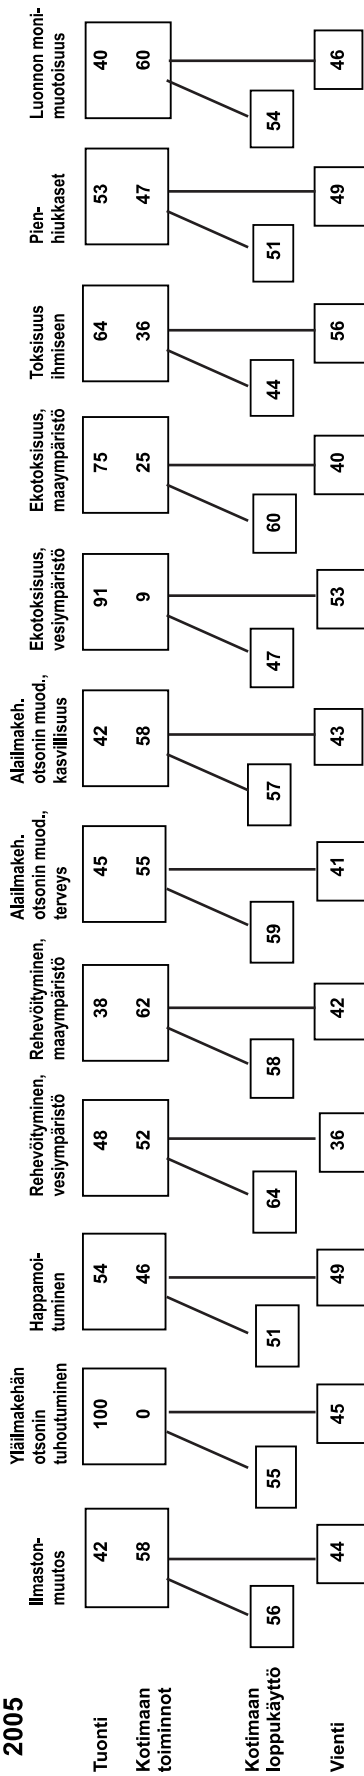 2005
Ilmaston-
muutos
Yläilmakehän
otsonin
tuhoutuminen
Happamoi-
tuminen
Rehevöityminen,
vesiympäristö
Rehevöityminen,
maaympäristö
Alailmakeh.
otsonin muod.,
terveys
Alailmakeh.
otsonin muod.,
kasvillisuus
Ekotoksisuus,
vesiympäristö
Ekotoksisuus,
maaympäristö
Toksisuus
ihmiseen
Pien-
hiukkaset
Luonnon moni-
muotoisuus
Tuonti 42 100 54 48 38 45 42 91 75 64 53 40
Kotimaan
toiminnot 58 0 46 52 62 55 58 9 25 36 47 60
Kotimaan
loppukäyttö 56 55 51 64 58 59 57 47 60 44 51 54
Vienti 44 45 49 36 42 41 43 53 40 56 49 46